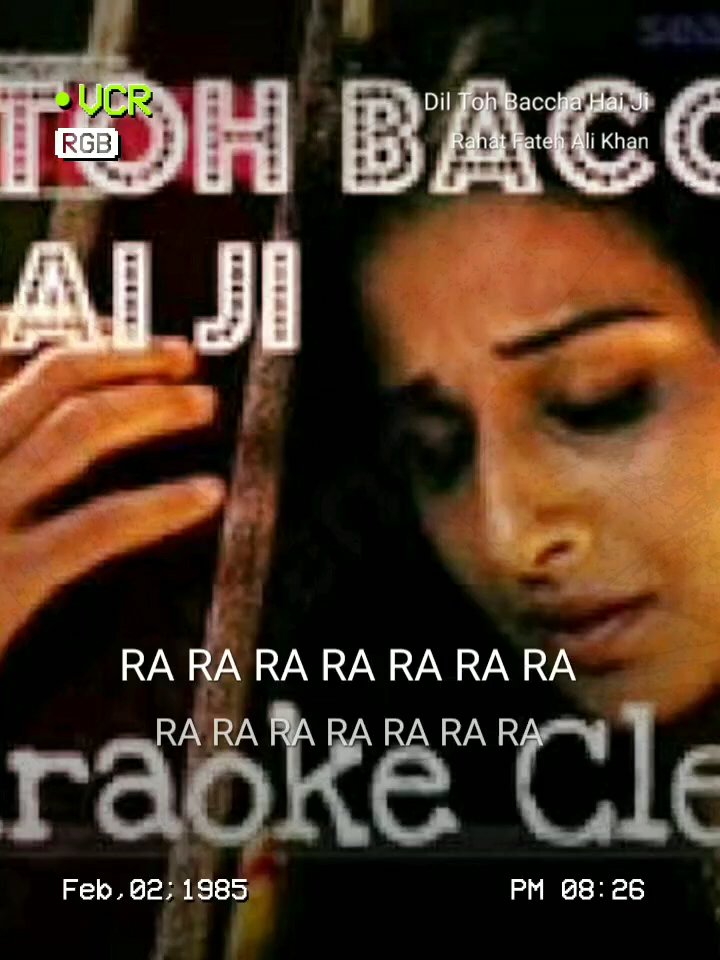 TOH BACC
VCR
RGB
Dil Toh Baccha Hai Ji
Rahat Fateh Ali Khan
AI JI
RA RA RA RA RA RA RA
RA RA RA RA RA RA RA
raoke Cle
Feb,02;1985
PM 08:26